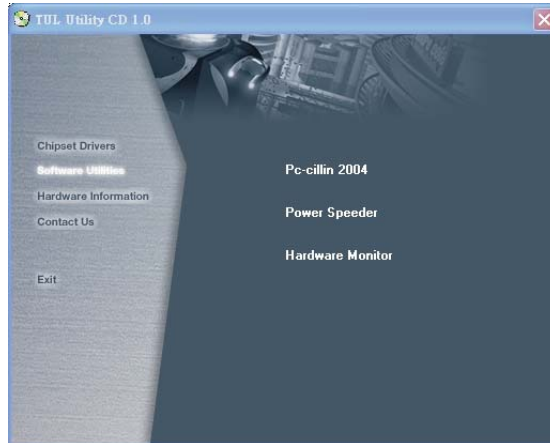 TUL Utility CD 1.0
Chipset Drivers
Software Utilities
Hardware Information
Contact Us
Exit
Pc-cillin 2004
Power Speeder
Hardware Monitor